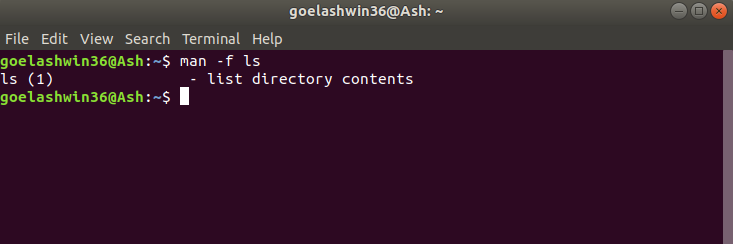 goelashwin36@Ash: ~
File Edit View Search Terminal Help
goelashwin36@Ash:~$ man -f ls
ls (1)               - list directory contents
goelashwin36@Ash:~$